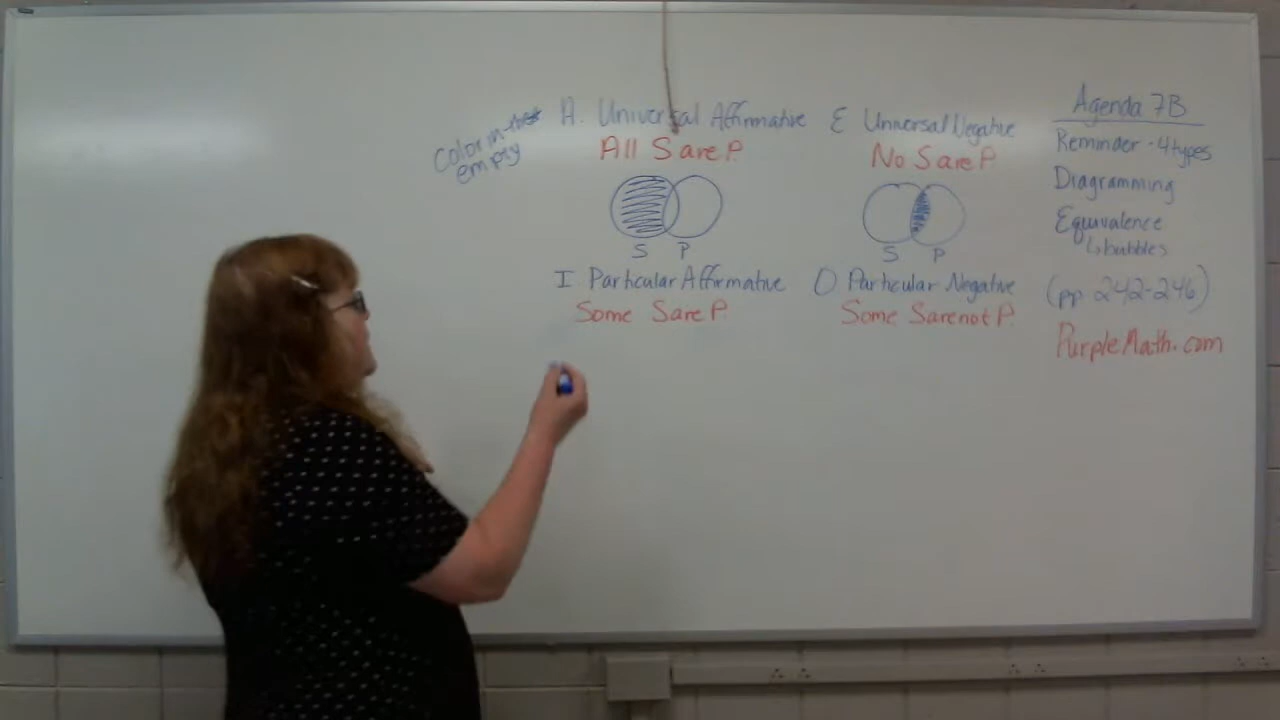 Color in the
empty
A. Universal Affirmative
All S are P.
S P
E Universal Negative
No S are P
S P
I Particular Affirmative
Some S are P.
O Particular Negative
Some S are not P.
Agenda 7B
Reminder - 4 types
Diagramming
Equivalence
↳ bubbles
(pp 242-246)
PurpleMath.com